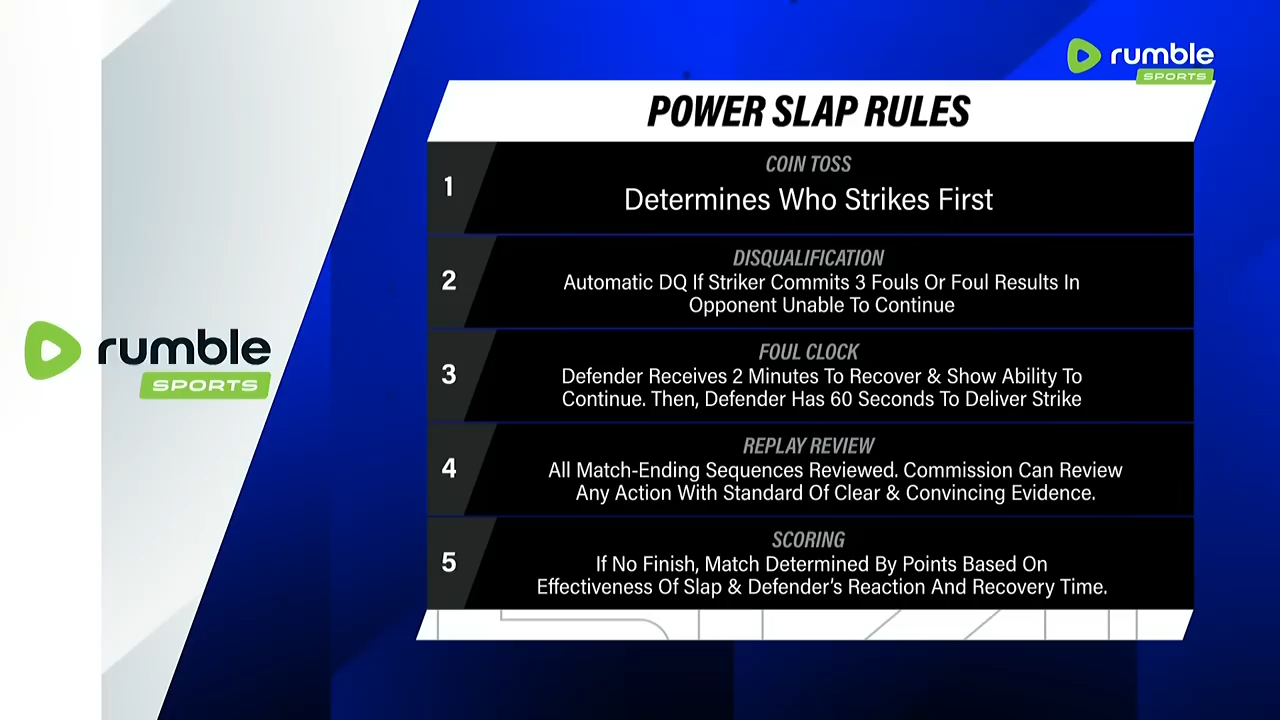 rumble
SPORTS
POWER SLAP RULES
1
COIN TOSS
Determines Who Strikes First
2
DISQUALIFICATION
Automatic DQ If Striker Commits 3 Fouls Or Foul Results In
Opponent Unable To Continue
3
FOUL CLOCK
Defender Receives 2 Minutes To Recover & Show Ability To
Continue. Then, Defender Has 60 Seconds To Deliver Strike
4
REPLAY REVIEW
All Match-Ending Sequences Reviewed. Commission Can Review
Any Action With Standard Of Clear & Convincing Evidence.
5
SCORING
If No Finish, Match Determined By Points Based On
Effectiveness Of Slap & Defender's Reaction And Recovery Time.
rumble
SPORTS